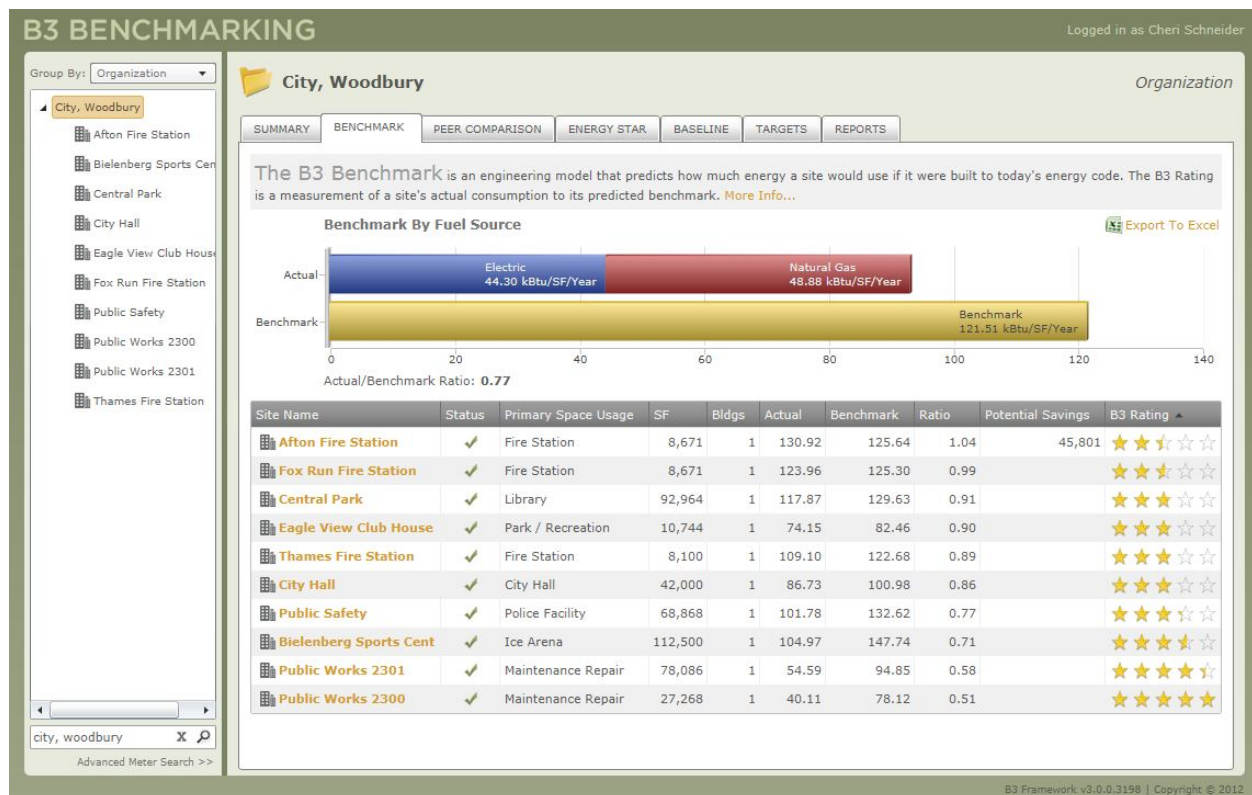 B3 BENCHMARKING
Logged in as Cheri Schneider
Group By: Organization
City, Woodbury
Afton Fire Station
Bielenberg Sports Cen
Central Park
City Hall
Eagle View Club House
Fox Run Fire Station
Public Safety
Public Works 2300
Public Works 2301
Thames Fire Station
city, woodbury X
Advanced Meter Search >>
City, Woodbury
Organization
SUMMARY BENCHMARK PEER COMPARISON ENERGY STAR BASELINE TARGETS REPORTS
The B3 Benchmark is an engineering model that predicts how much energy a site would use if it were built to today's energy code. The B3 Rating
is a measurement of a site's actual consumption to its predicted benchmark. More Info...
Benchmark By Fuel Source
Export To Excel
Actual
Electric
44.30 kBtu/SF/Year
Natural Gas
48.88 kBtu/SF/Year
Benchmark
Benchmark
121.51 kBtu/SF/Year
0 20 40 60 80 100 120 140
Actual/Benchmark Ratio: 0.77
Site Name Status Primary Space Usage SF Bldgs Actual Benchmark Ratio Potential Savings B3 Rating
Afton Fire Station Fire Station 8,671 1 130.92 125.64 1.04 45,801
Fox Run Fire Station Fire Station 8,671 1 123.96 125.30 0.99
Central Park Library 92,964 1 117.87 129.63 0.91
Eagle View Club House Park / Recreation 10,744 1 74.15 82.46 0.90
Thames Fire Station Fire Station 8,100 1 109.10 122.68 0.89
City Hall City Hall 42,000 1 86.73 100.98 0.86
Public Safety Police Facility 68,868 1 101.78 132.62 0.77
Bielenberg Sports Cent Ice Arena 112,500 1 104.97 147.74 0.71
Public Works 2301 Maintenance Repair 78,086 1 54.59 94.85 0.58
Public Works 2300 Maintenance Repair 27,268 1 40.11 78.12 0.51
B3 Framework v3.0.0.3198 | Copyright © 2012